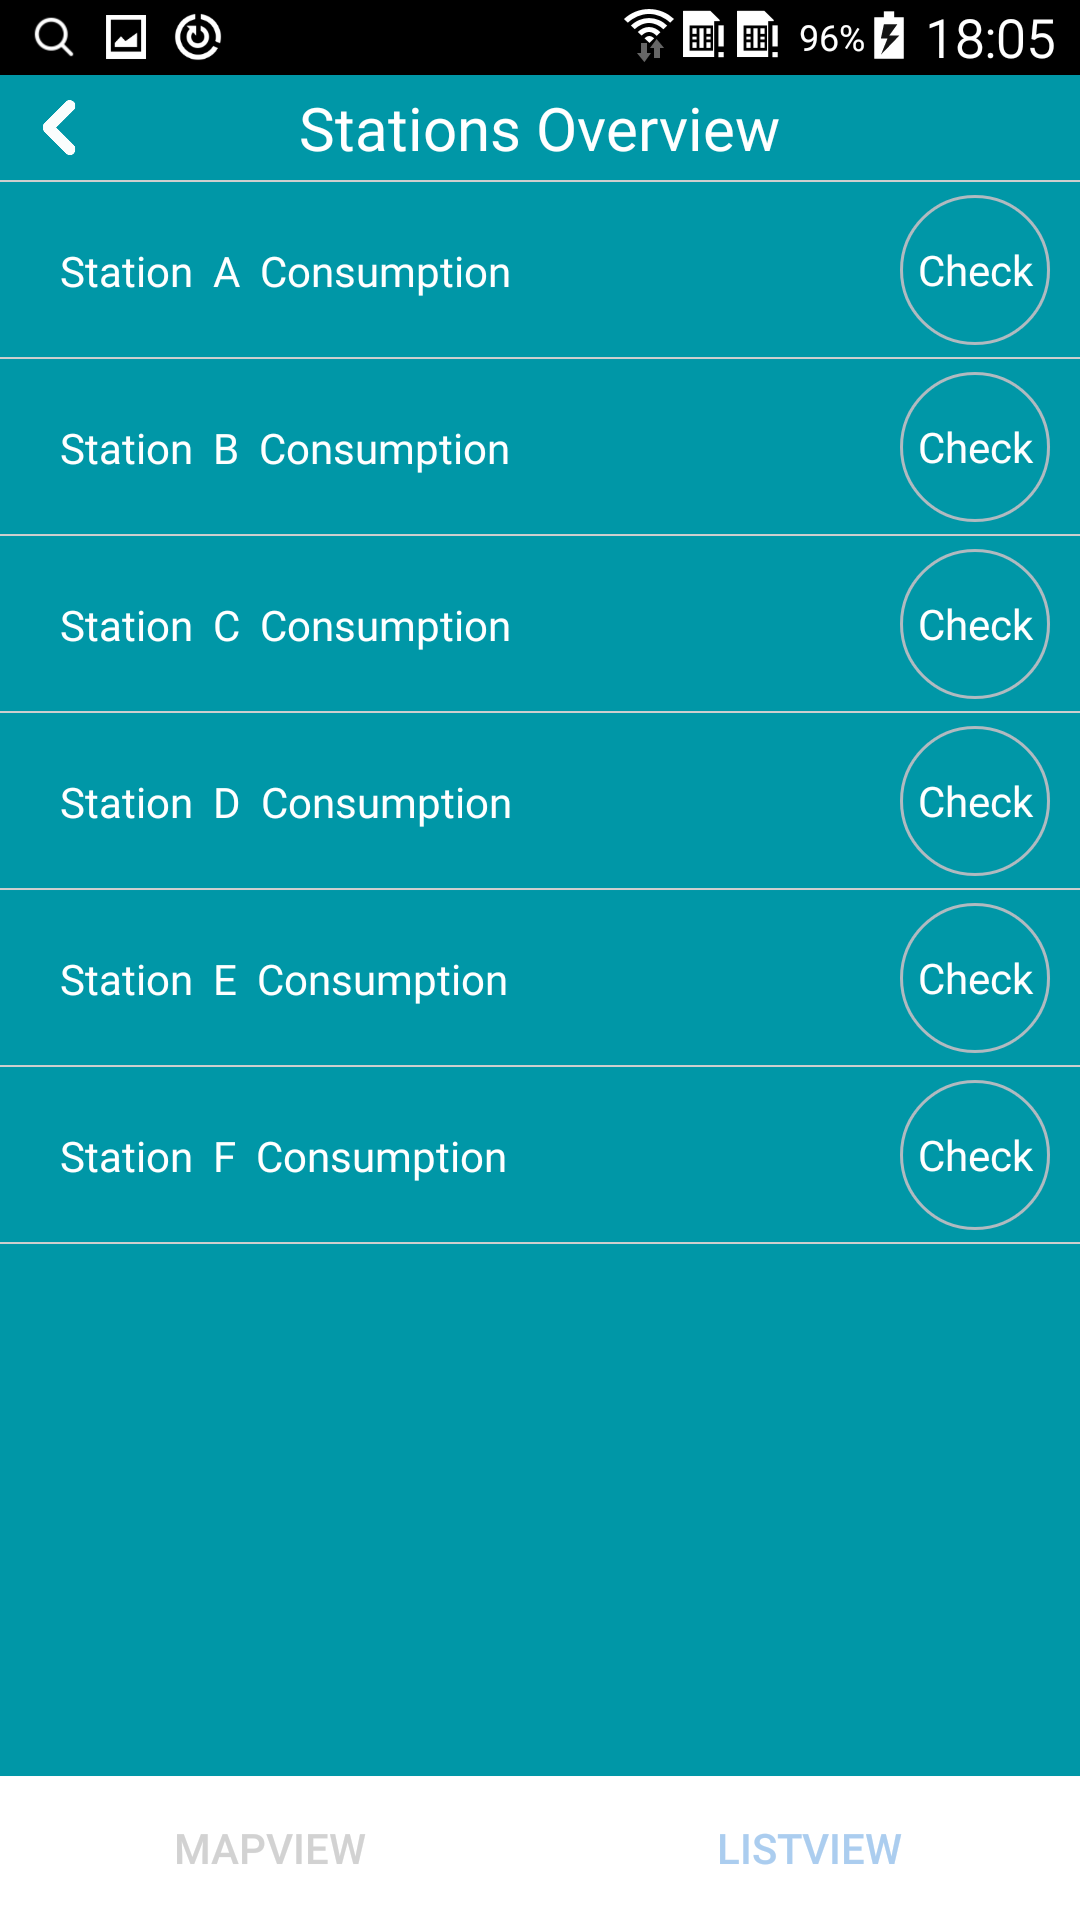 96% 18:05
Stations Overview
Station A Consumption Check
Station B Consumption Check
Station C Consumption Check
Station D Consumption Check
Station E Consumption Check
Station F Consumption Check
MAPVIEW LISTVIEW